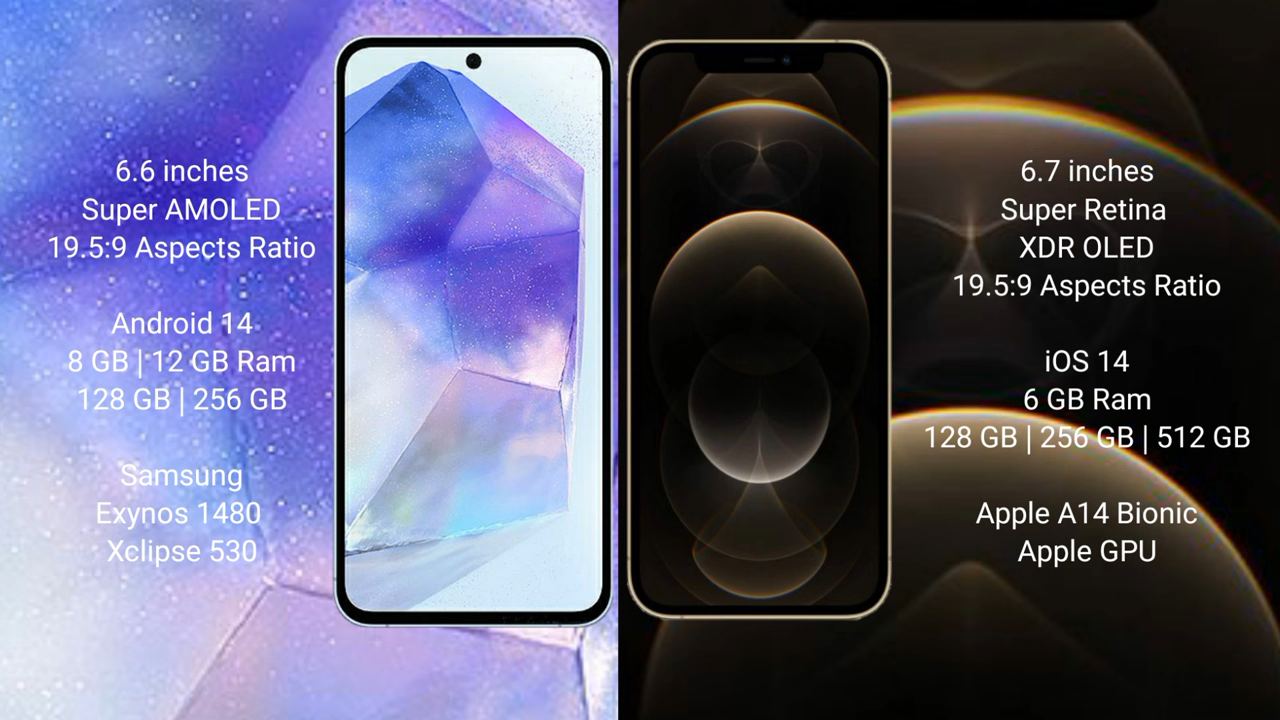 6.6 inches
Super AMOLED
19.5:9 Aspects Ratio
Android 14
8 GB | 12 GB Ram
128 GB | 256 GB
Samsung
Exynos 1480
Xclipse 530
6.7 inches
Super Retina
XDR OLED
19.5:9 Aspects Ratio
iOS 14
6 GB Ram
128 GB | 256 GB | 512 GB
Apple A14 Bionic
Apple GPU